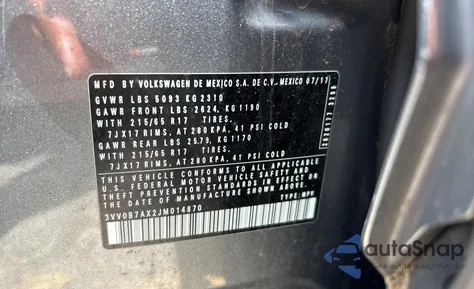 MFD BY VOLKSWAGEN DE MEXICO S.A. DE C.V.-MEXICO 07/17
GVWR LBS 5093 KG 2310
GAWR FRONT LBS 2624, KG 1190
WITH 215/65 R17
7JX17 RIMS, AT 280 KPA, 41 PSI COLD
GAWR REAR LBS 2579, KG 1170
WITH 215/65 R17
7JX17 RIMS, AT 280 KPA, 41 PSI COLD
THIS VEHICLE CONFORMS TO ALL APPLICABLE
U.S. FEDERAL MOTOR VEHICLE SAFETY AND
THEFT PREVENTION STANDARDS IN EFFECT ON
THE DATE OF MANUFACTURE SHOWN ABOVE.
3VV0B7AX2JM014870
TYPE: MPV
autoSnap